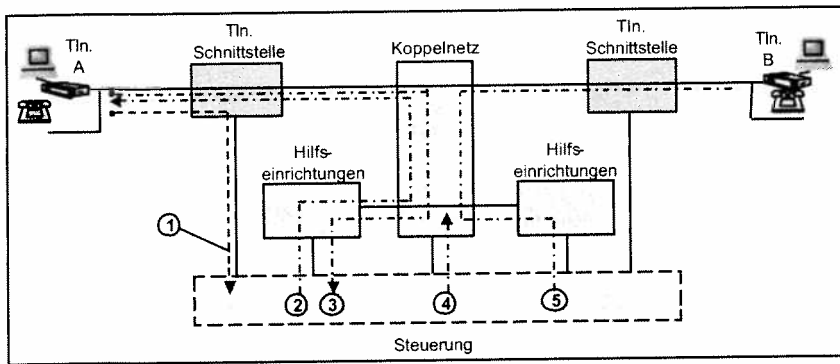 Tln.
A
Tln.
Schnittstelle
Koppelnetz
Tln.
Schnittstelle
Tln.
B
Hilfs-
einrichtungen
Hilfs-
einrichtungen
1
2
3
4
5
Steuerung